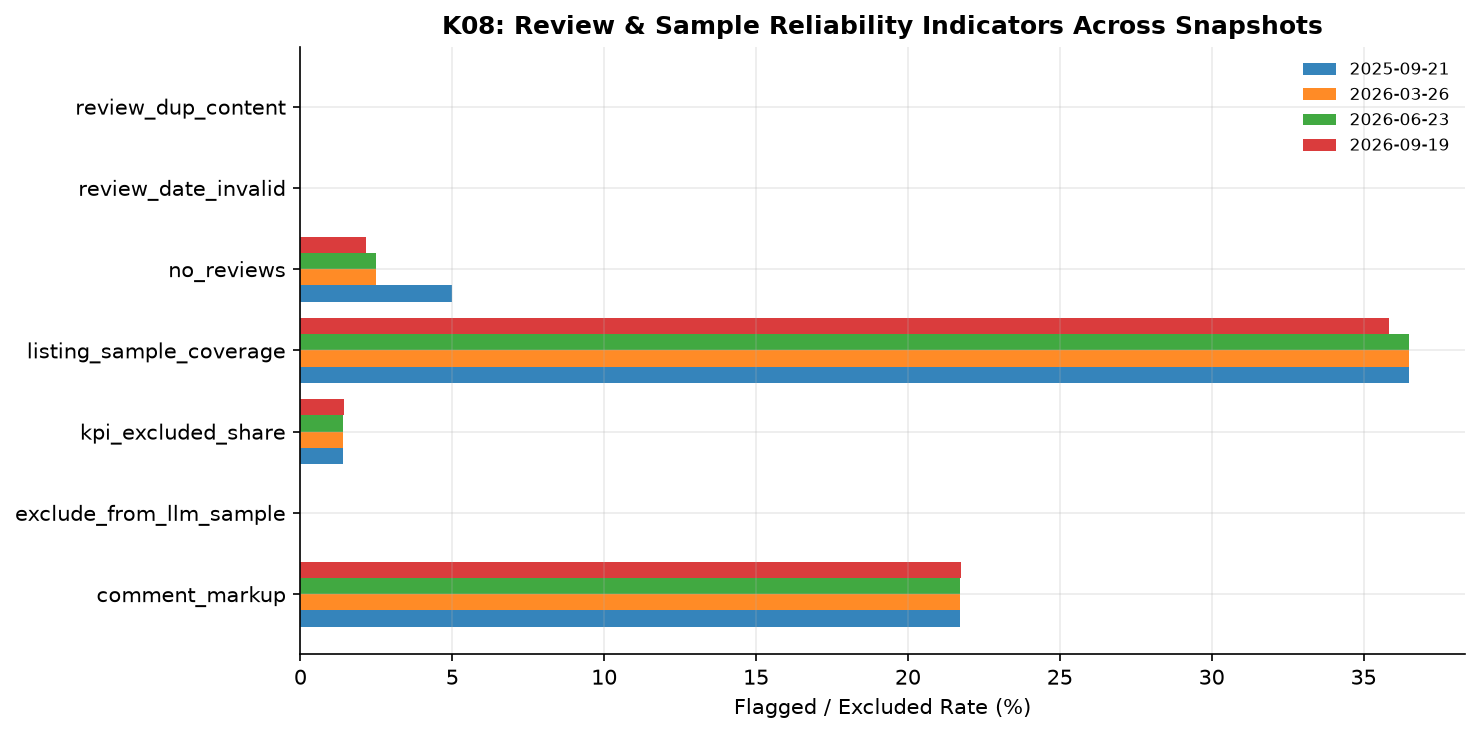 K08: Review & Sample Reliability Indicators Across Snapshots
2025-09-21
2026-03-26
2026-06-23
2026-09-19
review_dup_content
review_date_invalid
no_reviews
listing_sample_coverage
kpi_excluded_share
exclude_from_llm_sample
comment_markup
0 5 10 15 20 25 30 35
Flagged / Excluded Rate (%)